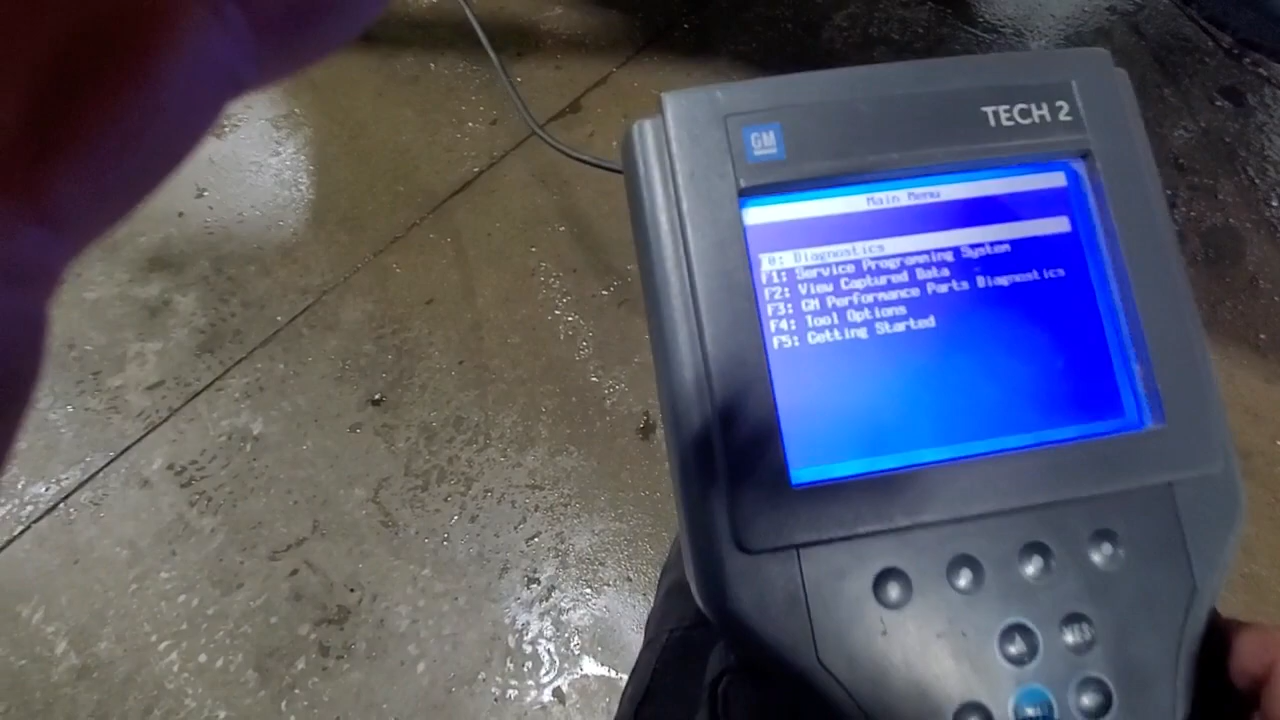 TECH 2
GM
Main Menu
F0: Diagnostics
F1: Service Programming System
F2: View Captured Data
F3: GM Performance Parts Diagnostics
F4: Tool Options
F5: Getting Started
YES